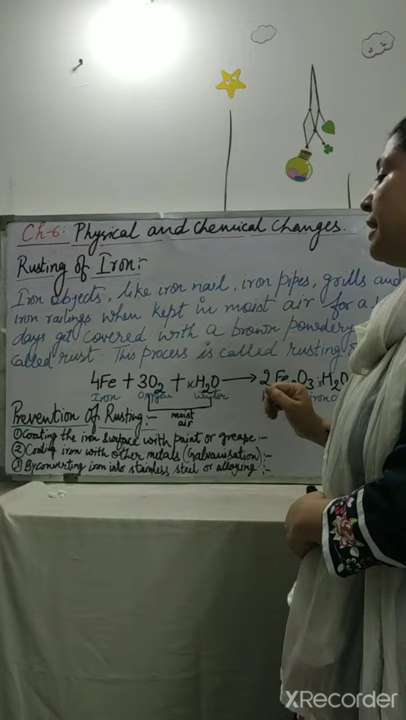 Ch-6: Physical and Chemical Changes.
Rusting of Iron:-
Iron objects, like iron nail, iron pipes, grills and
iron railings when kept in moist air for a
days get covered with a brown powdery
called rust. This process is called rusting
4Fe + 3O2 + xH2O → 2Fe2O3.xH2O
Iron Oxygen Water
moist
air
Prevention of Rusting:-
① Coating the iron surface with paint or grease:-
② Coating iron with other metals (Galvanisation):-
③ By converting iron into stainless steel or alloying:-
XRecorder